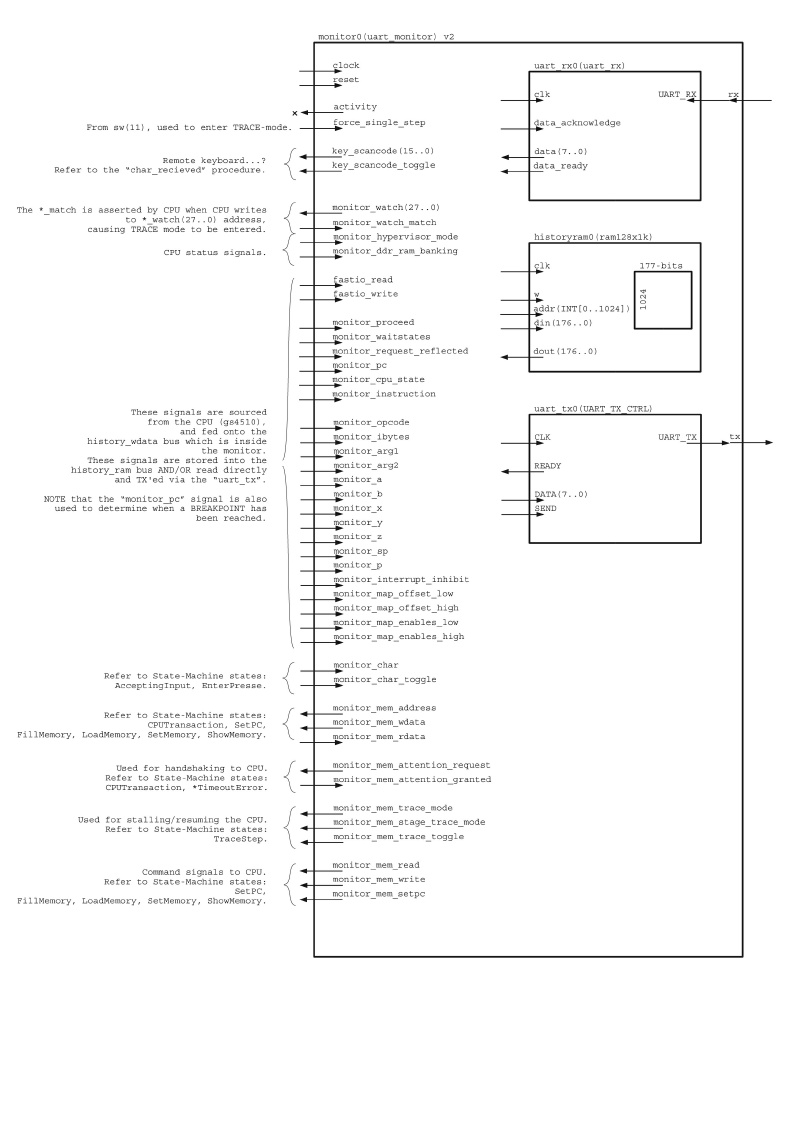 monitor0(uart_monitor) v2
clock
reset
activity
x
force_single_step
From sw(11), used to enter TRACE-mode.
key_scancode(15..0)
key_scancode_toggle
Remote keyboard...?
Refer to the "char_recieved" procedure.
monitor_watch(27..0)
monitor_watch_match
The *_match is asserted by CPU when CPU writes
to *_watch(27..0) address,
causing TRACE mode to be entered.
monitor_hypervisor_mode
monitor_ddr_ram_banking
CPU status signals.
fastio_read
fastio_write
monitor_proceed
monitor_waitstates
monitor_request_reflected
monitor_pc
monitor_cpu_state
monitor_instruction
monitor_opcode
monitor_ibytes
monitor_arg1
monitor_arg2
monitor_a
monitor_b
monitor_x
monitor_y
monitor_z
monitor_sp
monitor_p
monitor_interrupt_inhibit
monitor_map_offset_low
monitor_map_offset_high
monitor_map_enables_low
monitor_map_enables_high
These signals are sourced
from the CPU (gs4510),
and fed onto the
history_wdata bus which is inside
the monitor.
These signals are stored into the
history_ram bus AND/OR read directly
and TX'ed via the "uart_tx".
NOTE that the "monitor_pc" signal is also
used to determine when a BREAKPOINT has
been reached.
monitor_char
monitor_char_toggle
Refer to State-Machine states:
AcceptingInput, EnterPresse.
monitor_mem_address
monitor_mem_wdata
monitor_mem_rdata
Refer to State-Machine states:
CPUTransaction, SetPC,
FillMemory, LoadMemory, SetMemory, ShowMemory.
monitor_mem_attention_request
monitor_mem_attention_granted
Used for handshaking to CPU.
Refer to State-Machine states:
CPUTransaction, *TimeoutError.
monitor_mem_trace_mode
monitor_mem_stage_trace_mode
monitor_mem_trace_toggle
Used for stalling/resuming the CPU.
Refer to State-Machine states:
TraceStep.
monitor_mem_read
monitor_mem_write
monitor_mem_setpc
Command signals to CPU.
Refer to State-Machine states:
SetPC,
FillMemory, LoadMemory, SetMemory, ShowMemory.
uart_rx0(uart_rx)
clk
UART_RX
rx
data_acknowledge
data(7..0)
data_ready
historyram0(ram128x1k)
clk
177-bits
1024
w
addr(INT[0..1024])
din(176..0)
dout(176..0)
uart_tx0(UART_TX_CTRL)
CLK
UART_TX
tx
READY
DATA(7..0)
SEND